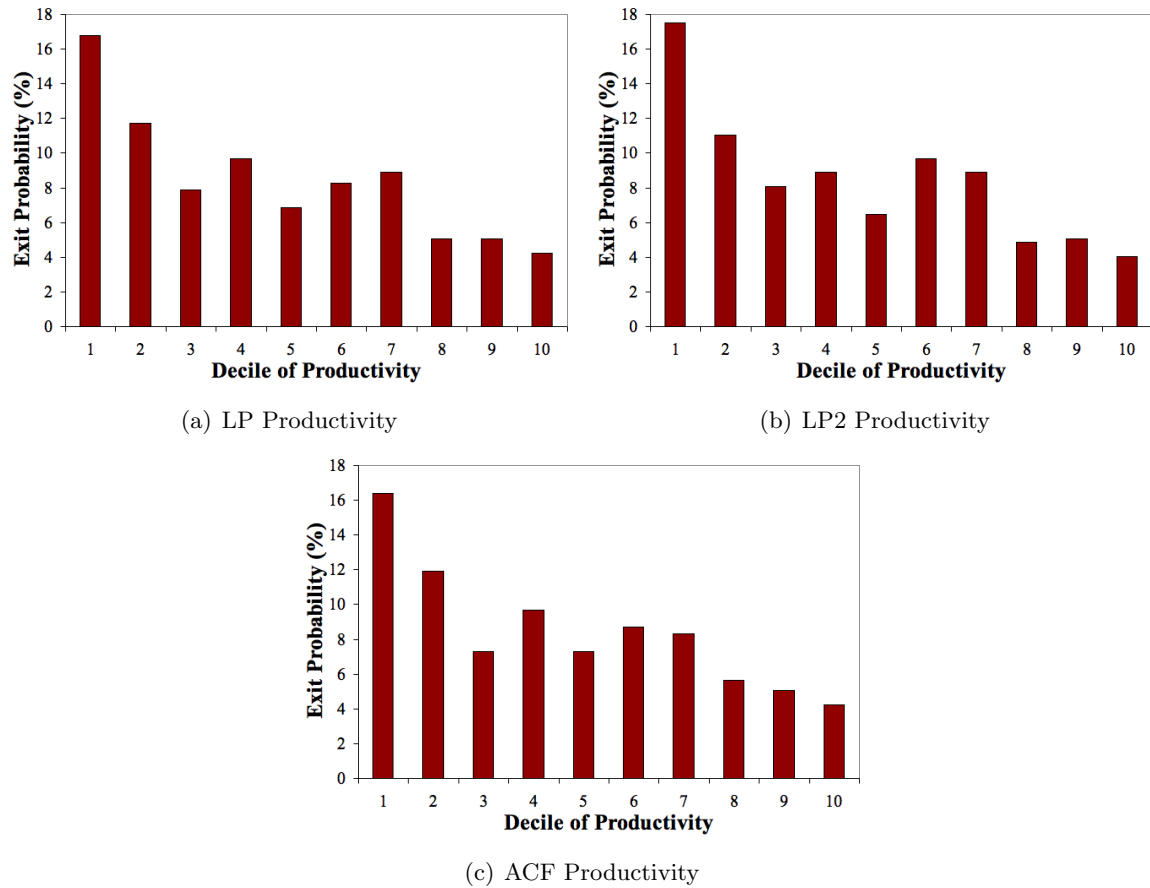 18
16
14
12
10
8
6
4
2
0
Exit Probability (%)
1 2 3 4 5 6 7 8 9 10
Decile of Productivity
(a) LP Productivity
18
16
14
12
10
8
6
4
2
0
Exit Probability (%)
1 2 3 4 5 6 7 8 9 10
Decile of Productivity
(b) LP2 Productivity
18
16
14
12
10
8
6
4
2
0
Exit Probability (%)
1 2 3 4 5 6 7 8 9 10
Decile of Productivity
(c) ACF Productivity